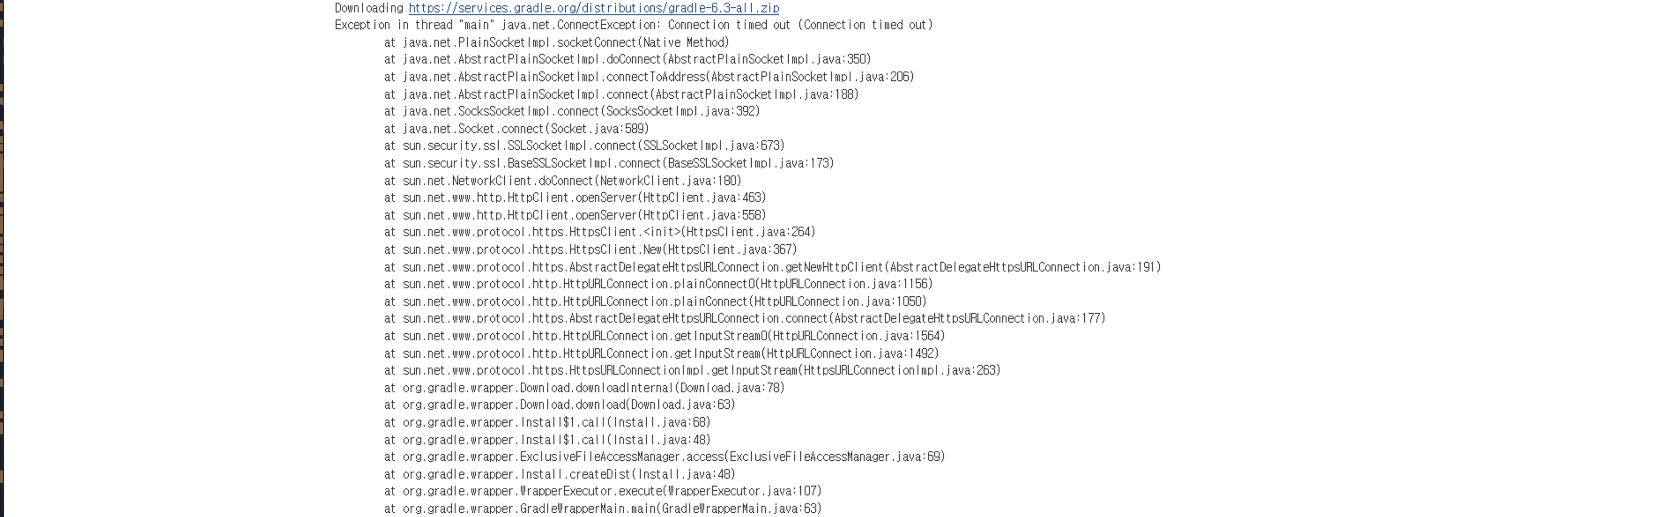 Downloading https://services.gradle.org/distributions/gradle-6.3-all.zip
Exception in thread "main" java.net.ConnectException: Connection timed out (Connection timed out)
at java.net.PlainSocketImpl.socketConnect(Native Method)
at java.net.AbstractPlainSocketImpl.doConnect(AbstractPlainSocketImpl.java:350)
at java.net.AbstractPlainSocketImpl.connectToAddress(AbstractPlainSocketImpl.java:206)
at java.net.AbstractPlainSocketImpl.connect(AbstractPlainSocketImpl.java:188)
at java.net.SocksSocketImpl.connect(SocksSocketImpl.java:392)
at java.net.Socket.connect(Socket.java:589)
at sun.security.ssl.SSLSocketImpl.connect(SSLSocketImpl.java:673)
at sun.security.ssl.BaseSSLSocketImpl.connect(BaseSSLSocketImpl.java:173)
at sun.net.NetworkClient.doConnect(NetworkClient.java:180)
at sun.net.www.http.HttpClient.openServer(HttpClient.java:463)
at sun.net.www.http.HttpClient.openServer(HttpClient.java:558)
at sun.net.www.protocol.https.HttpsClient.<init>(HttpsClient.java:264)
at sun.net.www.protocol.https.HttpsClient.New(HttpsClient.java:367)
at sun.net.www.protocol.https.AbstractDelegateHttpsURLConnection.getNewHttpClient(AbstractDelegateHttpsURLConnection.java:191)
at sun.net.www.protocol.http.HttpURLConnection.plainConnect0(HttpURLConnection.java:1156)
at sun.net.www.protocol.http.HttpURLConnection.plainConnect(HttpURLConnection.java:1050)
at sun.net.www.protocol.https.AbstractDelegateHttpsURLConnection.connect(AbstractDelegateHttpsURLConnection.java:177)
at sun.net.www.protocol.http.HttpURLConnection.getInputStream0(HttpURLConnection.java:1564)
at sun.net.www.protocol.http.HttpURLConnection.getInputStream(HttpURLConnection.java:1492)
at sun.net.www.protocol.https.HttpsURLConnectionImpl.getInputStream(HttpsURLConnectionImpl.java:263)
at org.gradle.wrapper.Download.downloadInternal(Download.java:78)
at org.gradle.wrapper.Download.download(Download.java:63)
at org.gradle.wrapper.Install$1.call(Install.java:68)
at org.gradle.wrapper.Install$1.call(Install.java:48)
at org.gradle.wrapper.ExclusiveFileAccessManager.access(ExclusiveFileAccessManager.java:69)
at org.gradle.wrapper.Install.createDist(Install.java:48)
at org.gradle.wrapper.WrapperExecutor.execute(WrapperExecutor.java:107)
at org.gradle.wrapper.GradleWrapperMain.main(GradleWrapperMain.java:63)